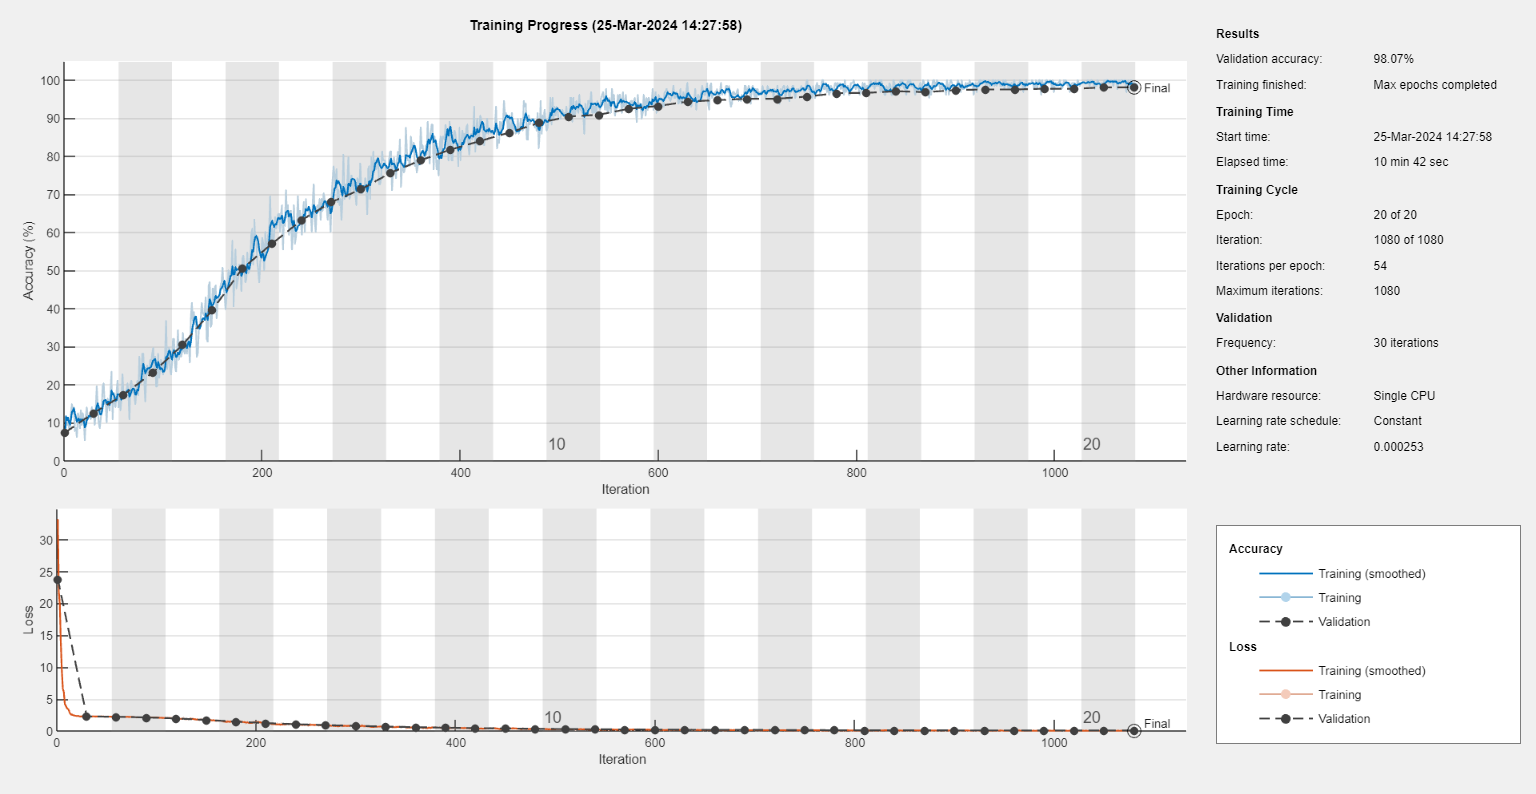 Training Progress (25-Mar-2024 14:27:58)
100
90
80
70
60
50
40
30
20
10
0
Accuracy (%)
Final
10
20
0 200 400 600 800 1000
Iteration
30
25
20
15
10
5
0
Loss
10
20
Final
0 200 400 600 800 1000
Iteration
Results
Validation accuracy: 98.07%
Training finished: Max epochs completed
Training Time
Start time: 25-Mar-2024 14:27:58
Elapsed time: 10 min 42 sec
Training Cycle
Epoch: 20 of 20
Iteration: 1080 of 1080
Iterations per epoch: 54
Maximum iterations: 1080
Validation
Frequency: 30 iterations
Other Information
Hardware resource: Single CPU
Learning rate schedule: Constant
Learning rate: 0.000253
Accuracy
Training (smoothed)
Training
Validation
Loss
Training (smoothed)
Training
Validation